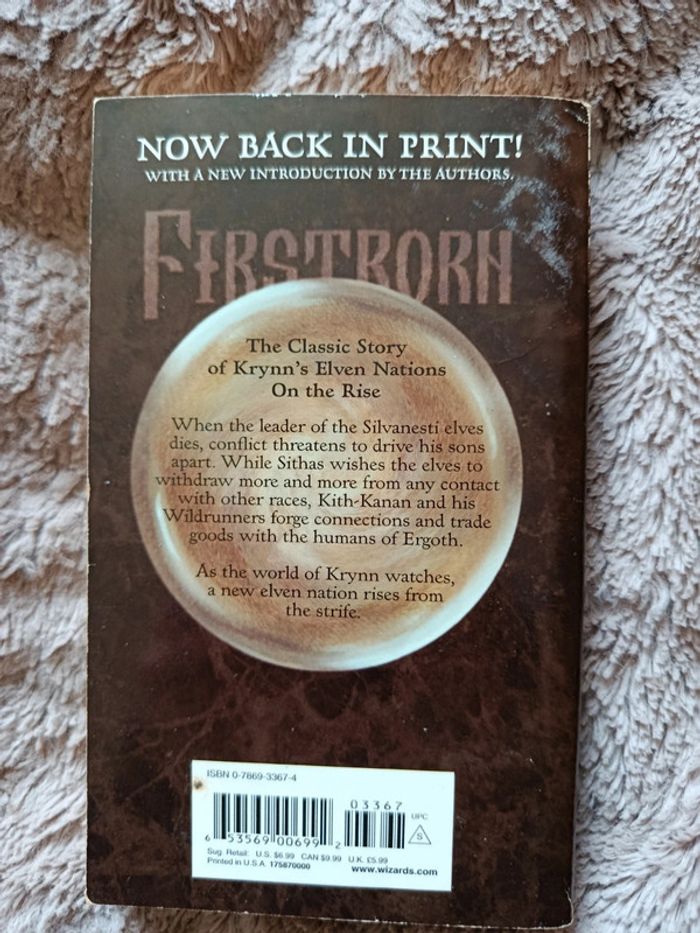 NOW BACK IN PRINT!
WITH A NEW INTRODUCTION BY THE AUTHORS.
FIRSTBORN
The Classic Story
of Krynn's Elven Nations
On the Rise
When the leader of the Silvanesti elves
dies, conflict threatens to drive his sons
apart. While Sithas wishes the elves to
withdraw more and more from any contact
with other races, Kith-Kanan and his
Wildrunners forge connections and trade
goods with the humans of Ergoth.
As the world of Krynn watches,
a new elven nation rises from
the strife.
ISBN 0-7869-3367-4
03367
UPC
S
6 53569 00699 2
Sug. Retail: U.S. $6.99 CAN $9.99 U.K. £5.99
Printed in U.S.A. 175870000
www.wizards.com